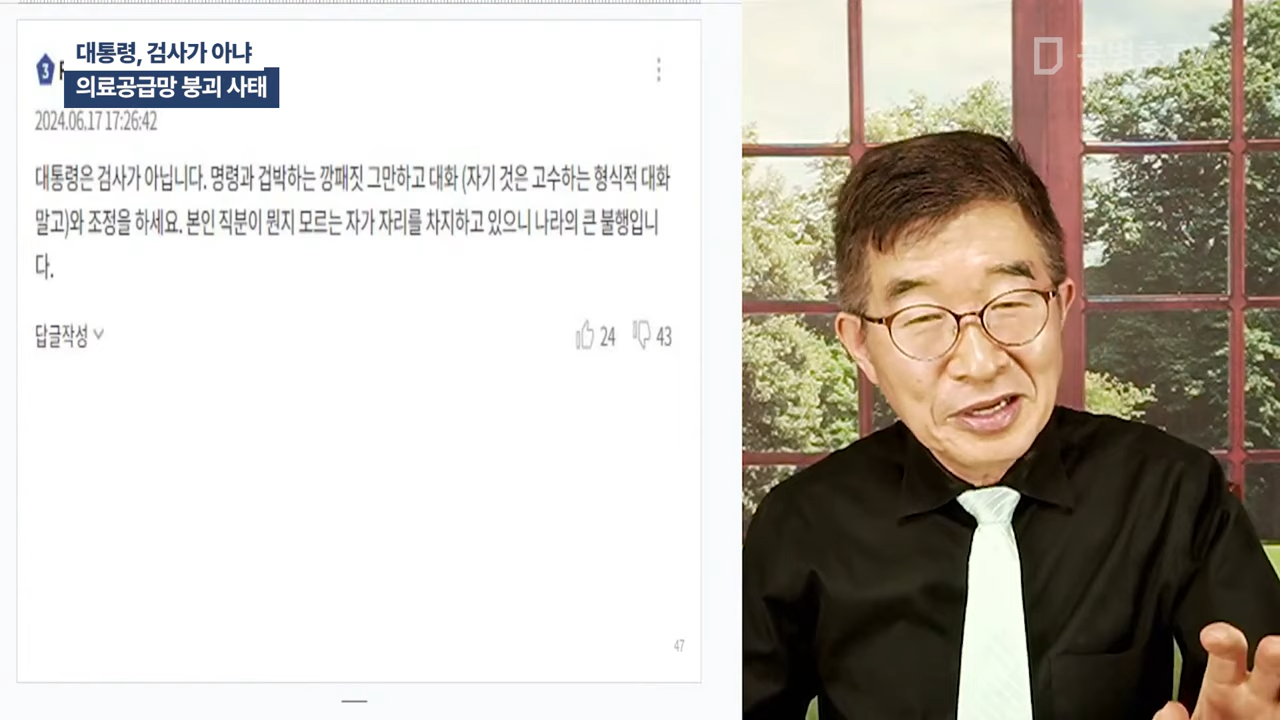 대통령, 검사가 아냐
의료공급망 붕괴 사태
3
2024.06.17 17:26:42
대통령은 검사가 아닙니다. 명령과 겁박하는 깡패짓 그만하고 대화 (자기 것은 고수하는 형식적 대화
말고)와 조정을 하세요. 본인 직분이 뭔지 모르는 자가 자리를 차지하고 있으니 나라의 큰 불행입니
다.
답글작성
24 43
47